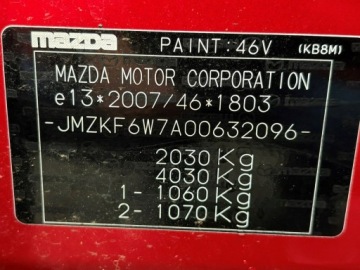 mazda PAINT:46V (KB8M)
MAZDA MOTOR CORPORATION
e13*2007/46*1803
-JMZKF6W7A00632096-
2030Kg
4030Kg
1- 1060Kg
2- 1070Kg